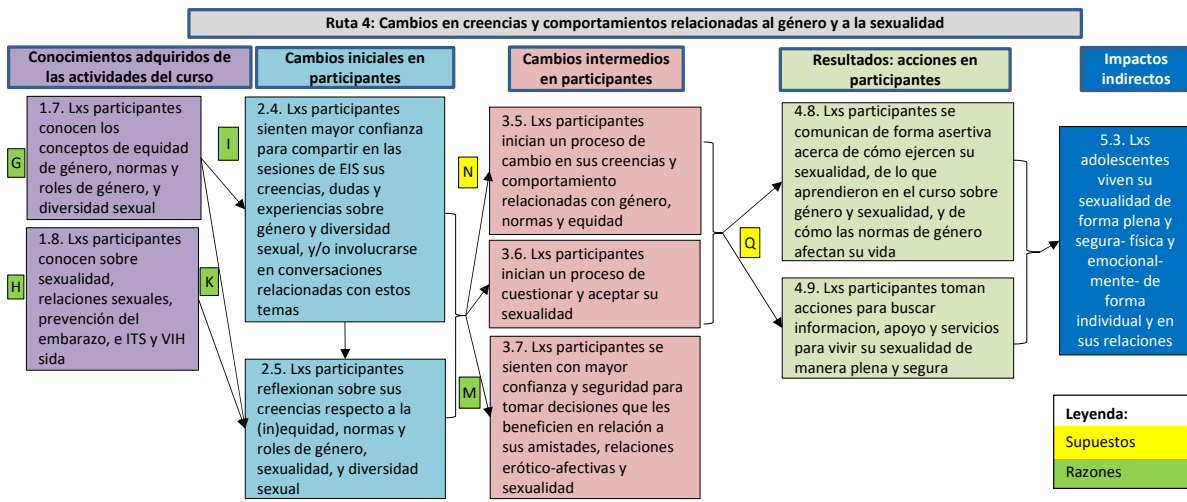 Ruta 4: Cambios en creencias y comportamientos relacionadas al género y a la sexualidad
Conocimientos adquiridos de
las actividades del curso
Cambios iniciales en
participantes
Cambios intermedios en
participantes
Resultados: acciones en
participantes
Impactos
indirectos
G
1.7. Lxs participantes
conocen los
conceptos de equidad
de género, normas y
roles de género, y
diversidad sexual
H
1.8. Lxs participantes
conocen sobre
sexualidad,
relaciones sexuales,
prevención del
embarazo, e ITS y VIH
sida
I
K
2.4. Lxs participantes
sienten mayor confianza
para compartir en las
sesiones de EIS sus
creencias, dudas y
experiencias sobre
género y diversidad
sexual, y/o involucrarse
en conversaciones
relacionadas con estos
temas
2.5. Lxs participantes
reflexionan sobre sus
creencias respecto a la
(in)equidad, normas y
roles de género,
sexualidad, y diversidad
sexual
N
M
3.5. Lxs participantes
inician un proceso de
cambio en sus creencias y
comportamiento
relacionadas con género,
normas y equidad
3.6. Lxs participantes
inician un proceso de
cuestionar y aceptar su
sexualidad
3.7. Lxs participantes se
sienten con mayor
confianza y seguridad para
tomar decisiones que les
beneficien en relación a
sus amistades, relaciones
erótico-afectivas y
sexualidad
Q
4.8. Lxs participantes se
comunican de forma asertiva
acerca de cómo ejercen su
sexualidad, de lo que
aprendieron en el curso sobre
género y sexualidad, y de
cómo las normas de género
afectan su vida
4.9. Lxs participantes toman
acciones para buscar
informacion, apoyo y servicios
para vivir su sexualidad de
manera plena y segura
5.3. Lxs
adolescentes
viven su
sexualidad de
forma plena y
segura- física y
emocional-
mente- de
forma
individual y en
sus relaciones
Leyenda:
Supuestos
Razones